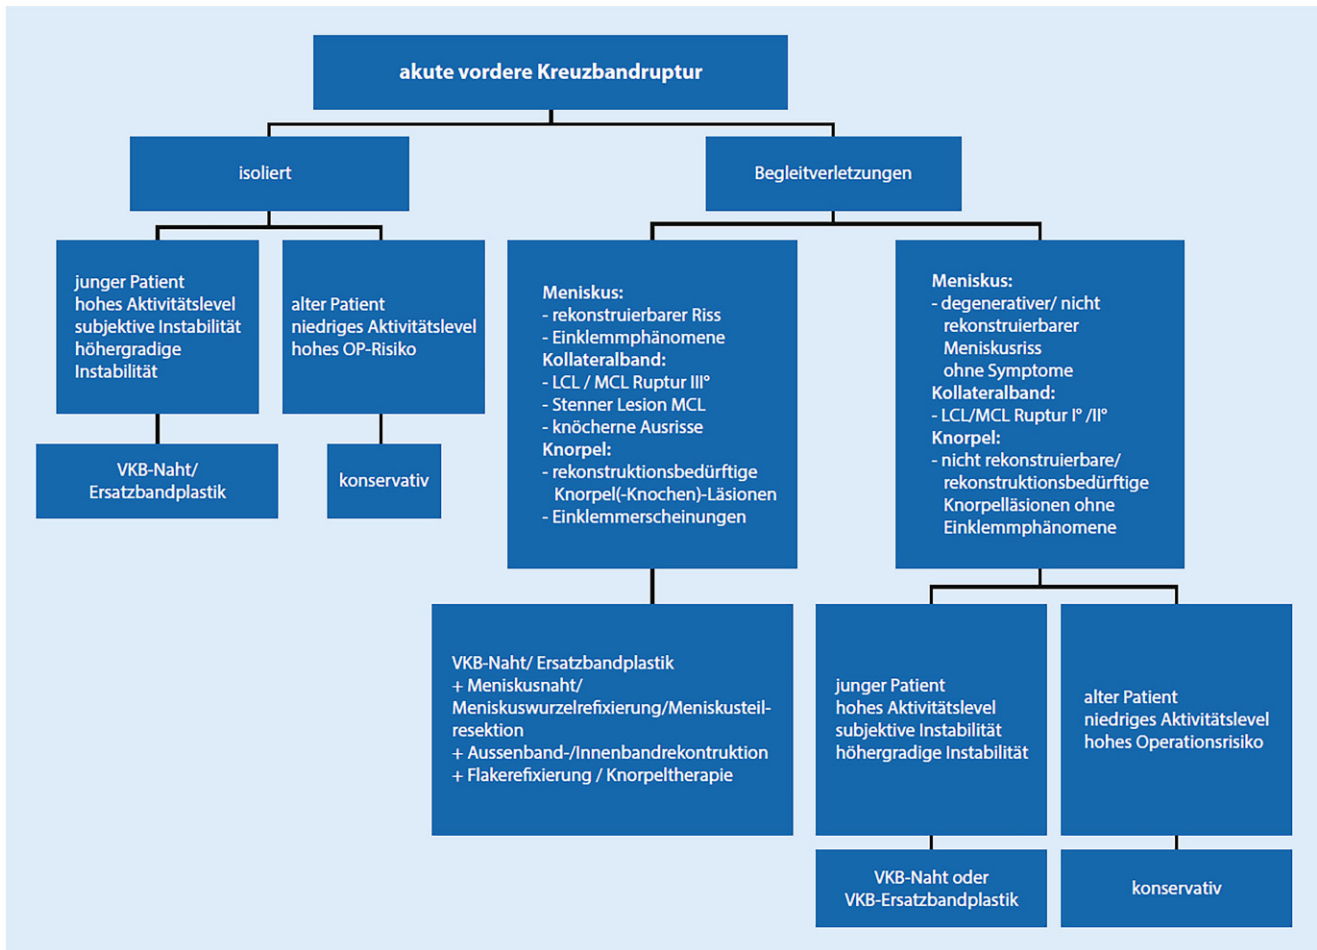 akute vordere Kreuzbandruptur
isoliert
Begleitverletzungen
junger Patient
hohes Aktivitätslevel
subjektive Instabilität
höhergradige
Instabilität
alter Patient
niedriges Aktivitätslevel
hohes OP-Risiko
VKB-Naht/
Ersatzbandplastik
konservativ
Meniskus:
- rekonstruierbarer Riss
- Einklemmphänomene
Kollateralband:
- LCL / MCL Ruptur III°
- Stenner Lesion MCL
- knöcherne Ausrisse
Knorpel:
- rekonstruktionsbedürftige
Knorpel(-Knochen)-Läsionen
- Einklemmerscheinungen
Meniskus:
- degenerativer/ nicht
rekonstruierbarer
Meniskusriss
ohne Symptome
Kollateralband:
- LCL/MCL Ruptur I° /II°
Knorpel:
- nicht rekonstruierbare/
rekonstruktionsbedürftige
Knorpelläsionen ohne
Einklemmphänomene
VKB-Naht/ Ersatzbandplastik
+ Meniskusnaht/
Meniskuswurzelrefixierung/Meniskusteil-
resektion
+ Aussenband-/Innenbandrekontruktion
+ Flakerefixierung / Knorpeltherapie
junger Patient
hohes Aktivitätslevel
subjektive Instabilität
höhergradige Instabilität
alter Patient
niedriges Aktivitätslevel
hohes Operationsrisiko
VKB-Naht oder
VKB-Ersatzbandplastik
konservativ